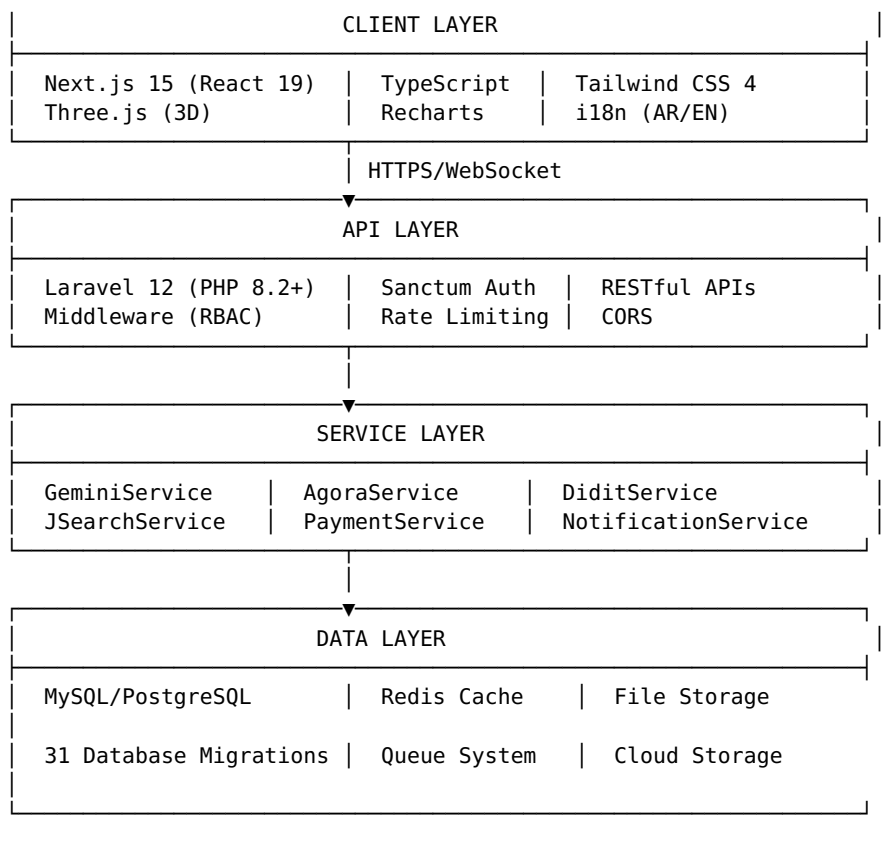 CLIENT LAYER
Next.js 15 (React 19) │ TypeScript │ Tailwind CSS 4
Three.js (3D) │ Recharts │ i18n (AR/EN)
HTTPS/WebSocket
API LAYER
Laravel 12 (PHP 8.2+) │ Sanctum Auth │ RESTful APIs
Middleware (RBAC) │ Rate Limiting │ CORS
SERVICE LAYER
GeminiService │ AgoraService │ DiditService
JSearchService │ PaymentService │ NotificationService
DATA LAYER
MySQL/PostgreSQL │ Redis Cache │ File Storage
31 Database Migrations │ Queue System │ Cloud Storage